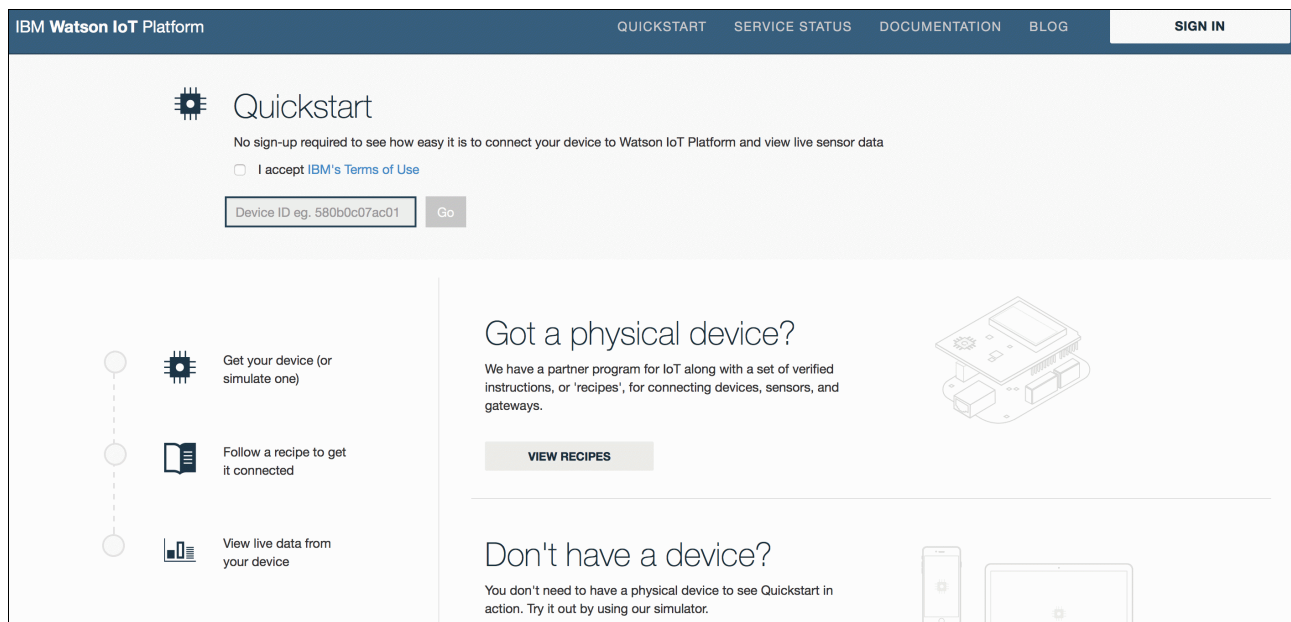 IBM Watson IoT Platform
QUICKSTART
SERVICE STATUS
DOCUMENTATION
BLOG
SIGN IN
Quickstart
No sign-up required to see how easy it is to connect your device to Watson IoT Platform and view live sensor data
I accept IBM's Terms of Use
Device ID eg. 580b0c07ac01
Go
Get your device (or
simulate one)
Follow a recipe to get
it connected
View live data from
your device
Got a physical device?
We have a partner program for IoT along with a set of verified
instructions, or 'recipes', for connecting devices, sensors, and
gateways.
VIEW RECIPES
Don't have a device?
You don't need to have a physical device to see Quickstart in
action. Try it out by using our simulator.